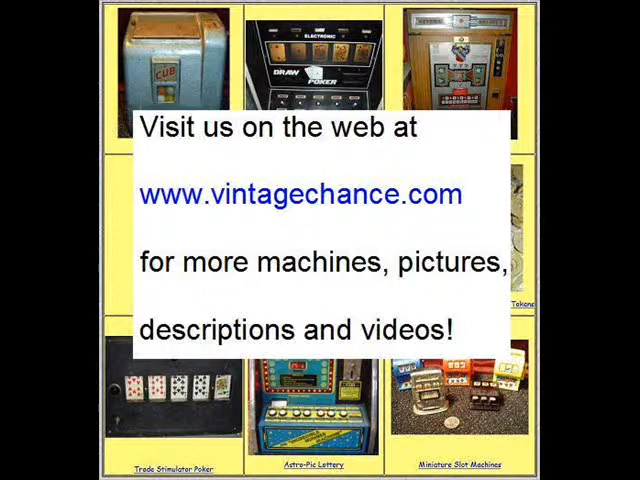 CUB
ELECTRONIC
DRAW POKER
Visit us on the web at
www.vintagechance.com
for more machines, pictures,
descriptions and videos!
Tokens
Trade Stimulator Poker
Astro-Pic Lottery
Miniature Slot Machines